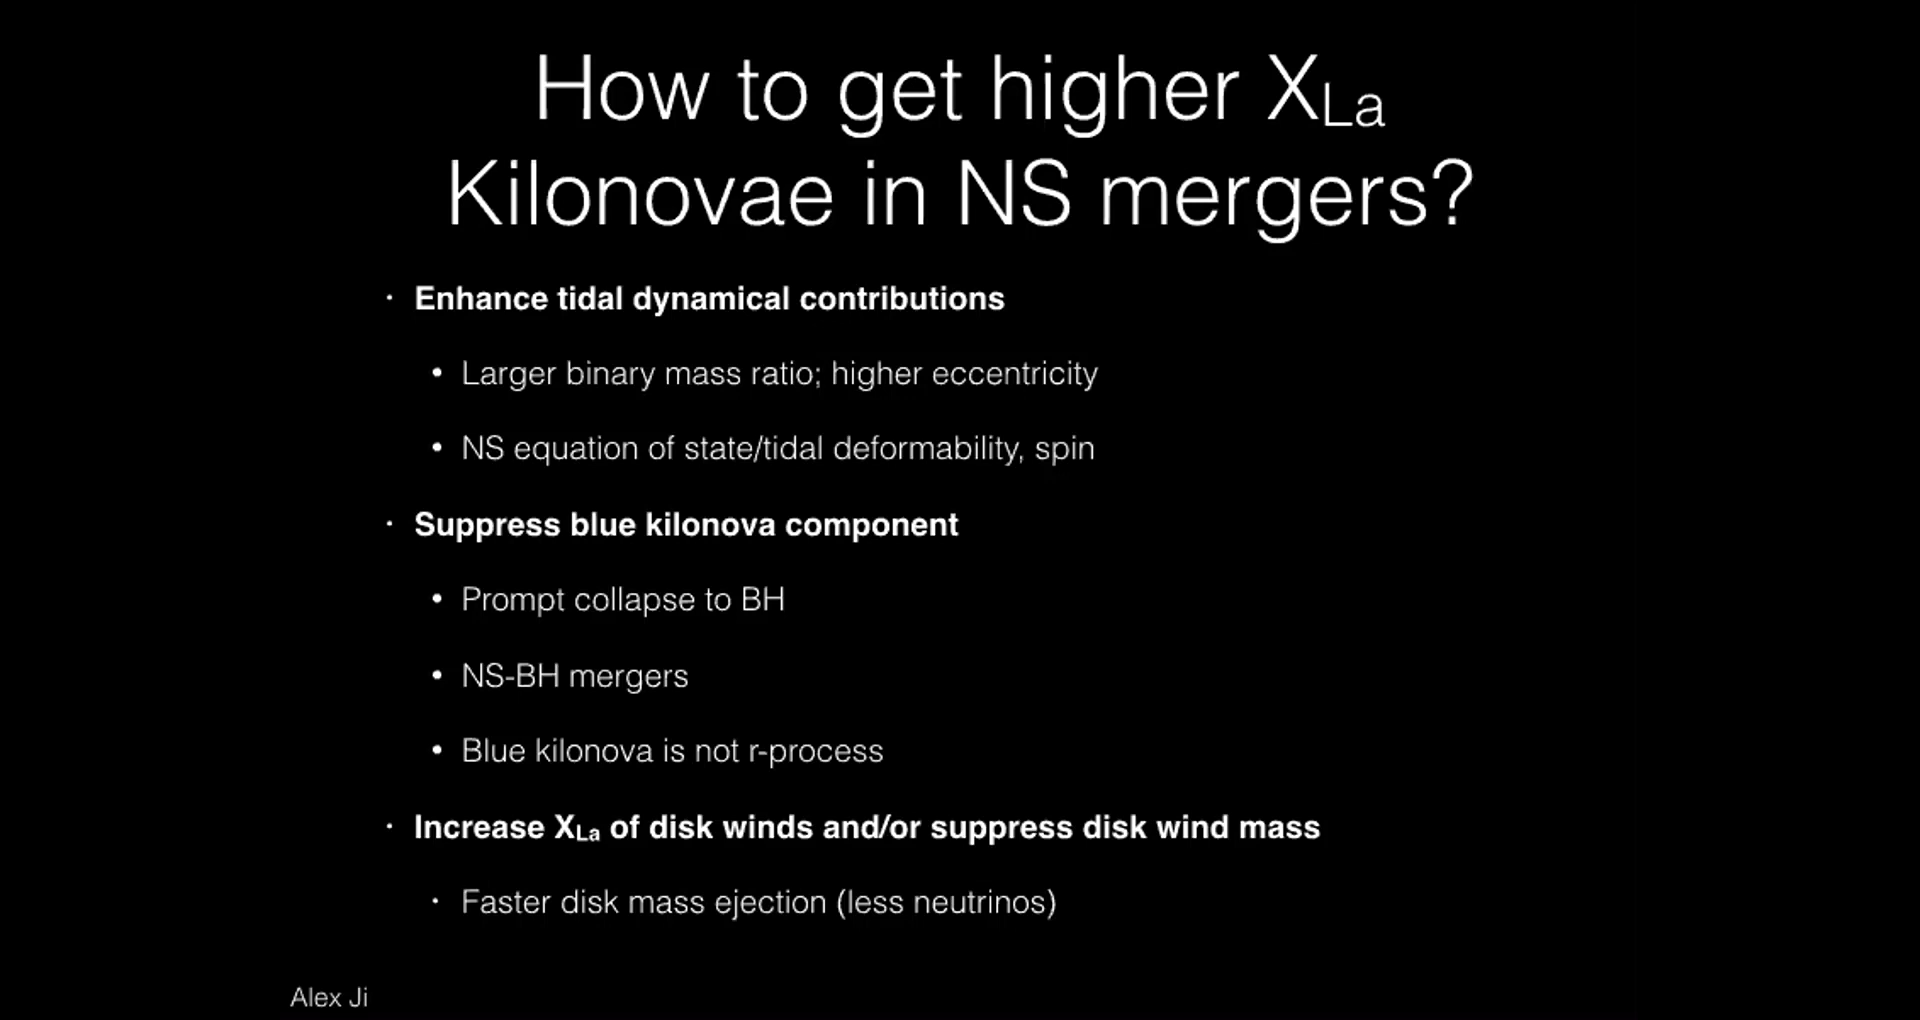 How to get higher XLa
Kilonovae in NS mergers?
· Enhance tidal dynamical contributions
• Larger binary mass ratio; higher eccentricity
• NS equation of state/tidal deformability, spin
· Suppress blue kilonova component
• Prompt collapse to BH
• NS-BH mergers
• Blue kilonova is not r-process
· Increase XLa of disk winds and/or suppress disk wind mass
· Faster disk mass ejection (less neutrinos)
Alex Ji